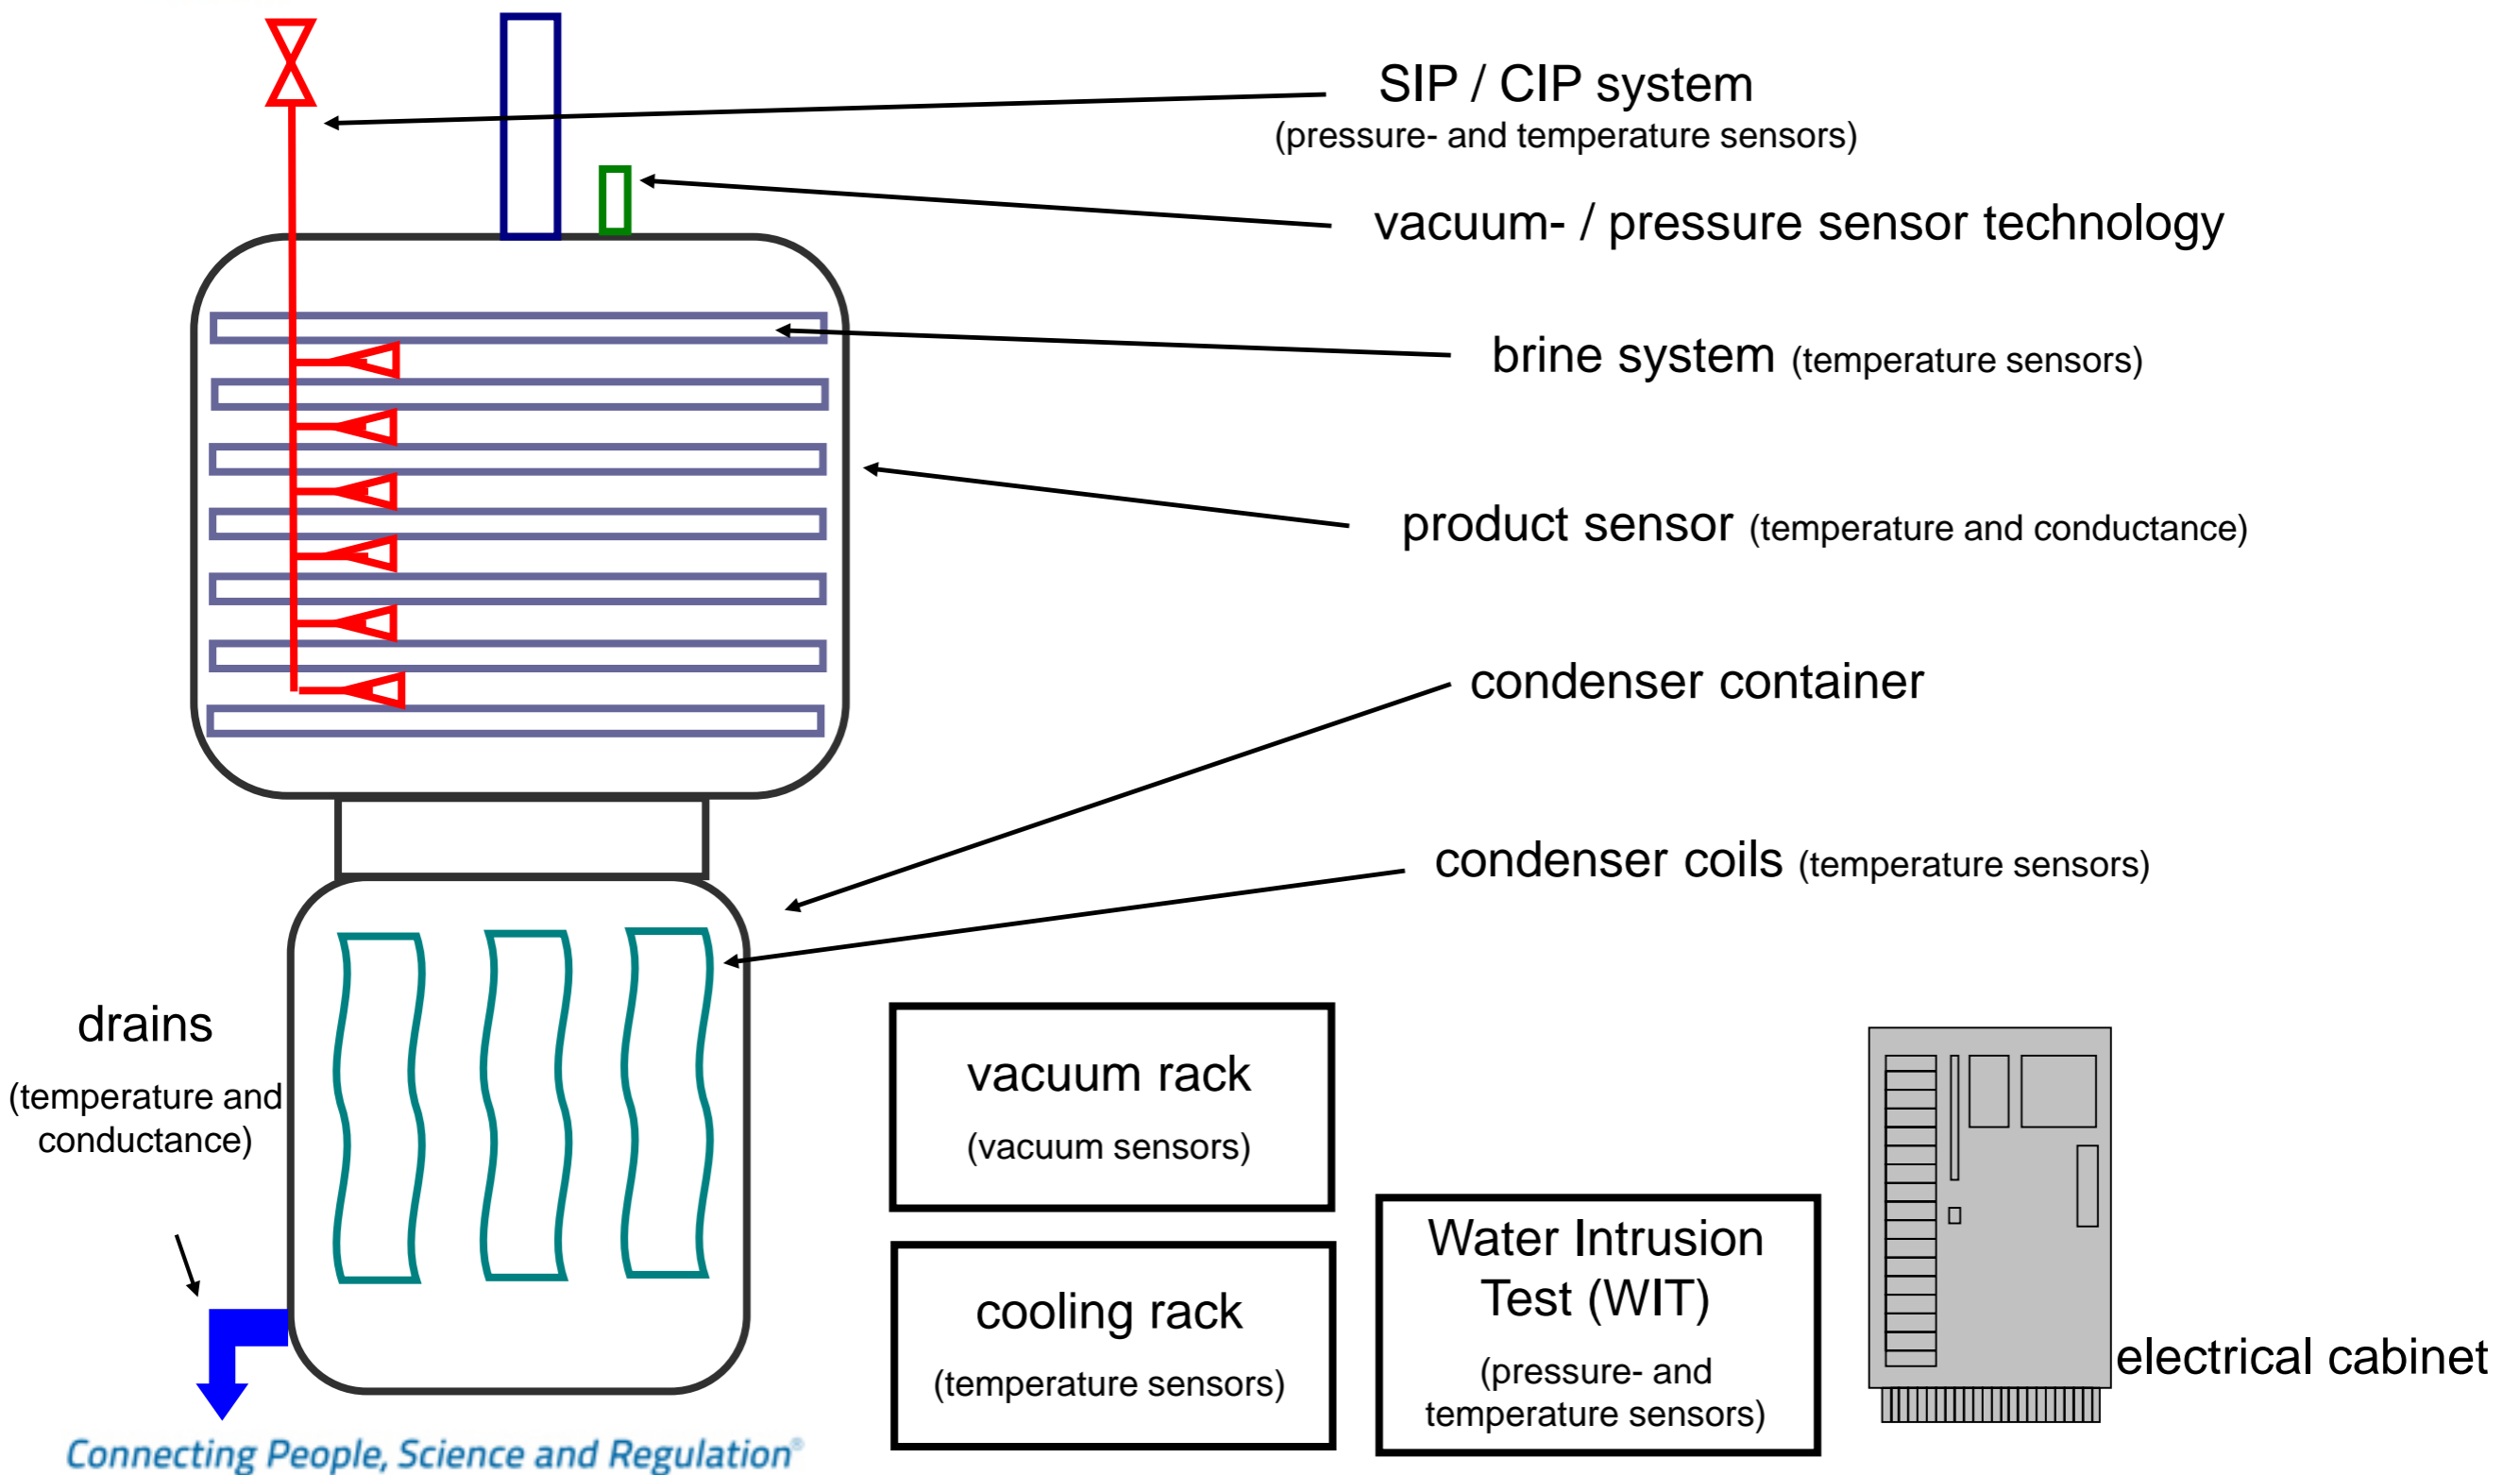 SIP / CIP system
(pressure- and temperature sensors)
vacuum- / pressure sensor technology
brine system (temperature sensors)
product sensor (temperature and conductance)
condenser container
condenser coils (temperature sensors)
drains
(temperature and
conductance)
vacuum rack
(vacuum sensors)
cooling rack
(temperature sensors)
Water Intrusion
Test (WIT)
(pressure- and
temperature sensors)
electrical cabinet
Connecting People, Science and Regulation®